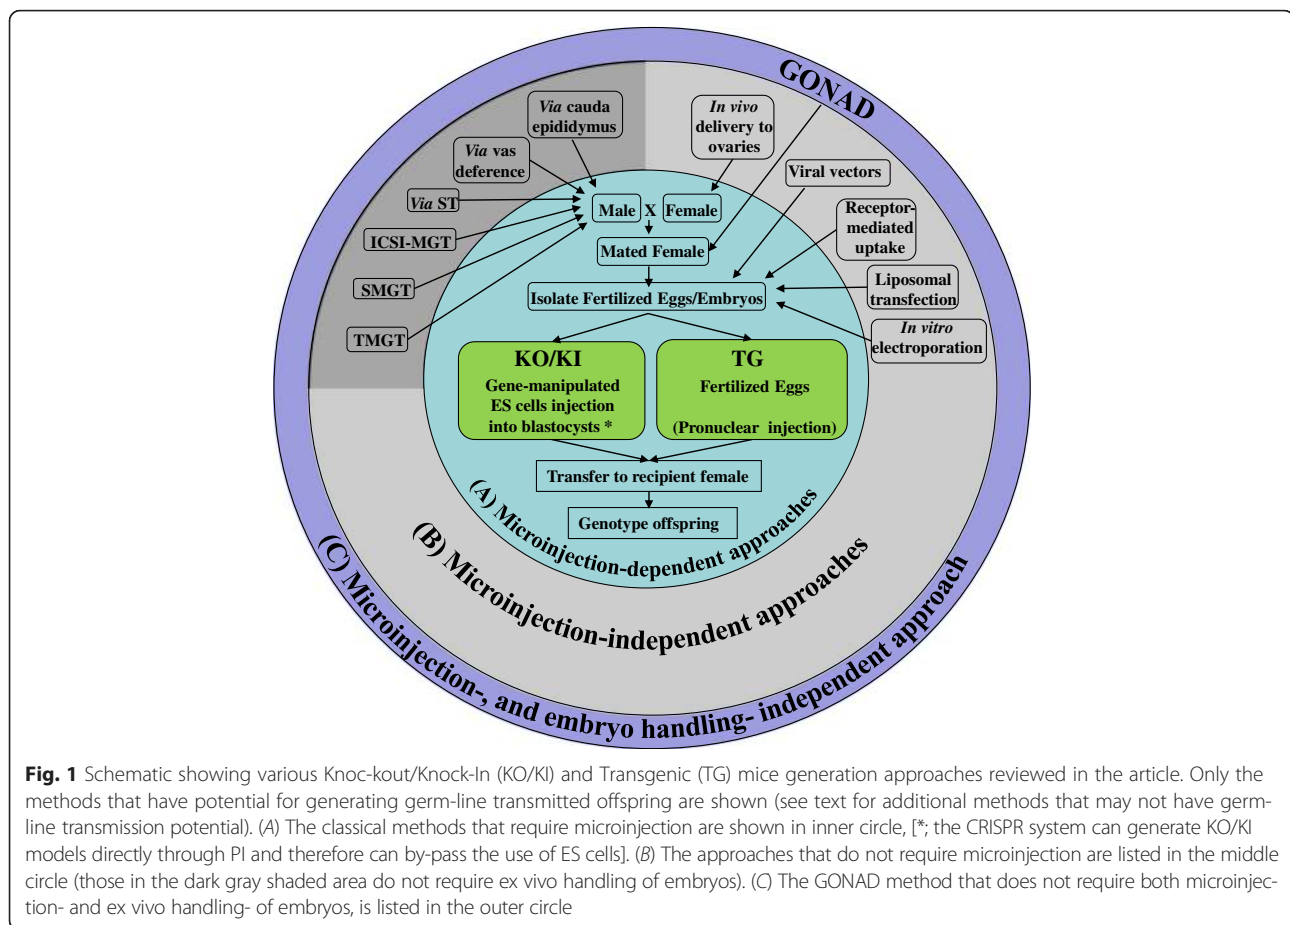 GONAD
Via cauda
epididymus
In vivo
delivery to
ovaries
Via vas
deference
Viral vectors
Via ST
Male X Female
Receptor-
mediated
uptake
ICSI-MGT
Mated Female
SMGT
Isolate Fertilized Eggs/Embryos
Liposomal
transfection
TMGT
In vitro
electroporation
KO/KI
Gene-manipulated
ES cells injection
into blastocysts *
TG
Fertilized Eggs
(Pronuclear injection)
Transfer to recipient female
Genotype offspring
(A) Microinjection-dependent approaches
(B) Microinjection-independent approaches
(C) Microinjection-, and embryo handling- independent approach
Fig. 1 Schematic showing various Knoc-kout/Knock-In (KO/KI) and Transgenic (TG) mice generation approaches reviewed in the article. Only the
methods that have potential for generating germ-line transmitted offspring are shown (see text for additional methods that may not have germ-
line transmission potential). (A) The classical methods that require microinjection are shown in inner circle, [*; the CRISPR system can generate KO/KI
models directly through PI and therefore can by-pass the use of ES cells]. (B) The approaches that do not require microinjection are listed in the middle
circle (those in the dark gray shaded area do not require ex vivo handling of embryos). (C) The GONAD method that does not require both microinjec-
tion- and ex vivo handling- of embryos, is listed in the outer circle